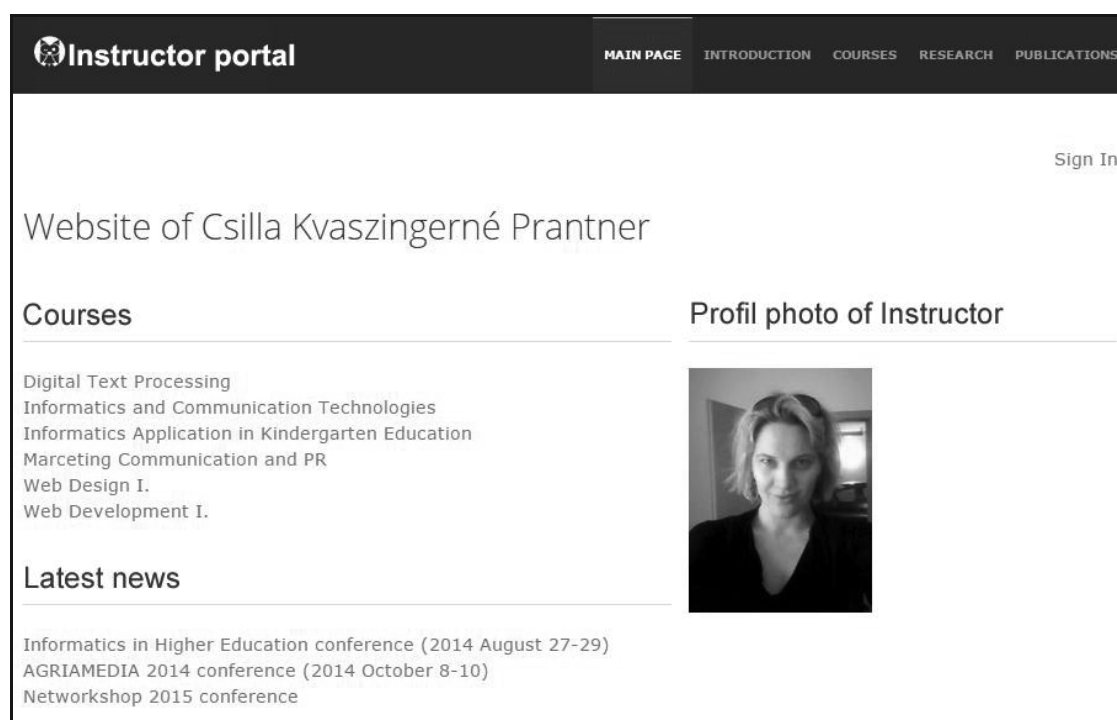 Instructor portal
MAIN PAGE INTRODUCTION COURSES RESEARCH PUBLICATIONS
Sign In
Website of Csilla Kvaszingerné Prantner
Courses
Digital Text Processing
Informatics and Communication Technologies
Informatics Application in Kindergarten Education
Marceting Communication and PR
Web Design I.
Web Development I.
Latest news
Informatics in Higher Education conference (2014 August 27-29)
AGRIAMEDIA 2014 conference (2014 October 8-10)
Networkshop 2015 conference
Profil photo of Instructor